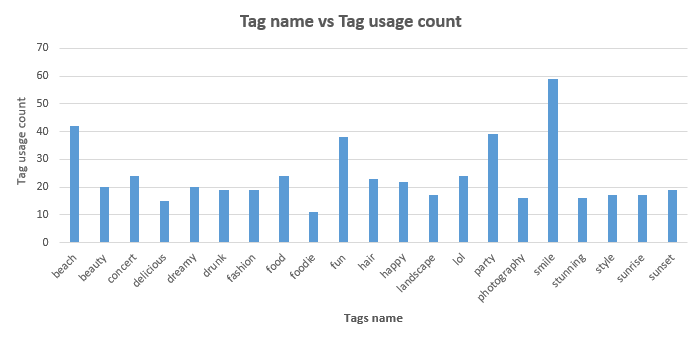 Tag name vs Tag usage count
70
60
50
40
30
20
10
0
Tag usage count
beach
beauty
concert
delicious
dreamy
drunk
fashion
food
foodie
fun
hair
happy
landscape
lol
party
photography
smile
stunning
style
sunrise
sunset
Tags name